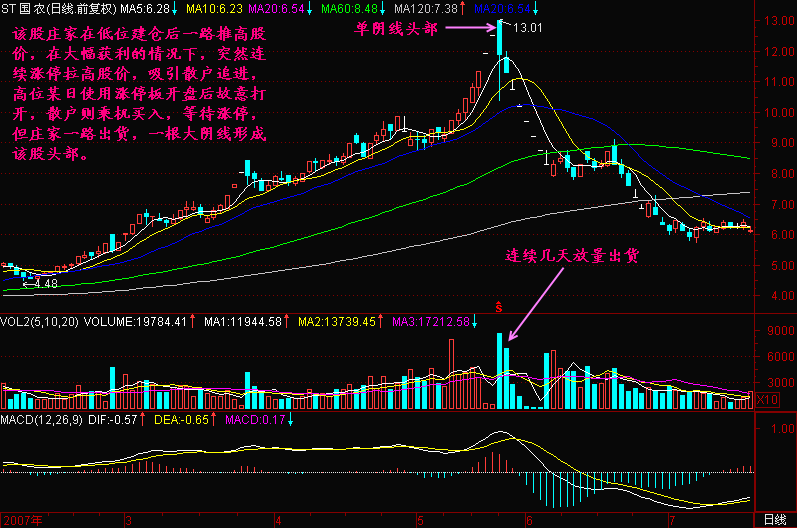 ST 国 农(日线.前复权) MA5:6.28↓ MA10:6.23 MA20:6.54↓ MA60:8.48↓ MA120:7.38↑ MA20:6.54↓
该股庄家在低位建仓后一路推高股
价，在大幅获利的情况下，突然连
续涨停拉高股价，吸引散户追进，
高位某日使用涨停板开盘后故意打
开，散户则乘机买入，等待涨停，
但庄家一路出货，一根大阴线形成
该股头部。
单阴线头部
13.01
13.00
12.00
11.00
10.00
9.00
8.00
7.00
6.00
5.00
4.00
4.48
连续几天放量出货
S
VOL2(5,10,20) VOLUME:19784.41↑ MA1:11944.58↑ MA2:13739.45↑ MA3:17212.58↓
9000
6000
3000
X10
MACD(12,26,9) DIF:-0.57↑ DEA:-0.65↑ MACD:0.17↓
1.00
2007年 3 4 5 6 7 日线